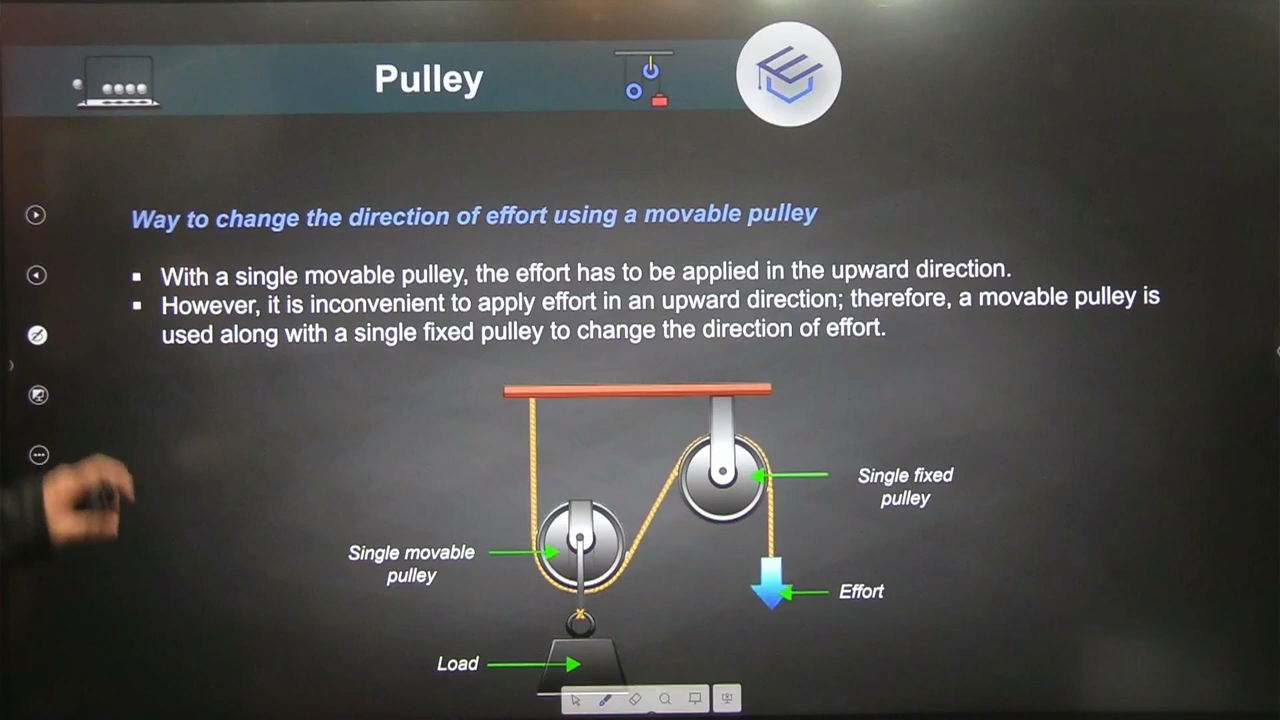 Pulley
Way to change the direction of effort using a movable pulley
▪ With a single movable pulley, the effort has to be applied in the upward direction.
▪ However, it is inconvenient to apply effort in an upward direction; therefore, a movable pulley is
used along with a single fixed pulley to change the direction of effort.
Single fixed
pulley
Single movable
pulley
Effort
Load